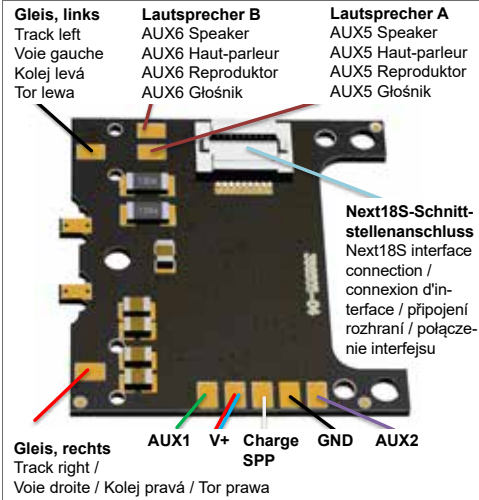 Gleis, links
Track left
Voie gauche
Kolej levá
Tor lewa
Lautsprecher B
AUX6 Speaker
AUX6 Haut-parleur
AUX6 Reproduktor
AUX6 Głośnik
Lautsprecher A
AUX5 Speaker
AUX5 Haut-parleur
AUX5 Reproduktor
AUX5 Głośnik
Next18S-Schnitt-
stellenanschluss
Next18S interface
connection /
connexion d'in-
terface / připojení
rozhraní / połącze-
nie interfejsu
AUX1
V+
Charge
SPP
GND
AUX2
Gleis, rechts
Track right /
Voie droite / Kolej pravá / Tor prawa